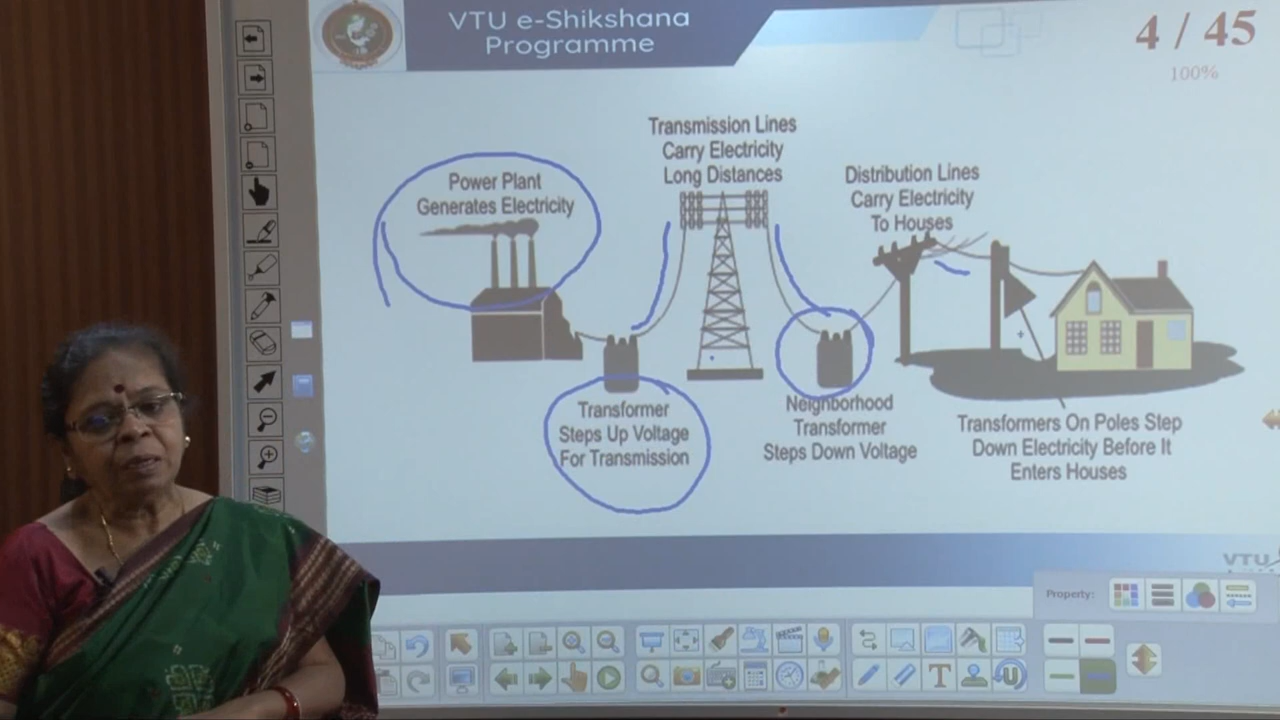 VTU e-Shikshana
Programme
4 / 45
100%
Transmission Lines
Carry Electricity
Long Distances
Power Plant
Generates Electricity
Distribution Lines
Carry Electricity
To Houses
Transformer
Steps Up Voltage
For Transmission
Neighborhood
Transformer
Steps Down Voltage
Transformers On Poles Step
Down Electricity Before It
Enters Houses
VTU
Property:
T